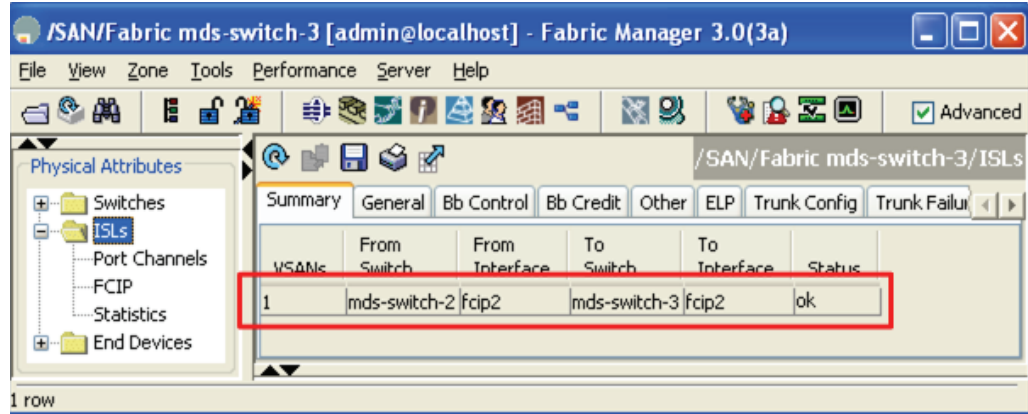 /SAN/Fabric mds-switch-3 [admin@localhost] - Fabric Manager 3.0(3a)
File View Zone Tools Performance Server Help
Advanced
Physical Attributes
Switches
ISLs
Port Channels
FCIP
Statistics
End Devices
/SAN/Fabric mds-switch-3/ISLs
Summary General Bb Control Bb Credit Other ELP Trunk Config Trunk Failur
From From To To
VSANs Switch Interface Switch Interface Status
1 mds-switch-2 fcip2 mds-switch-3 fcip2 ok
1 row